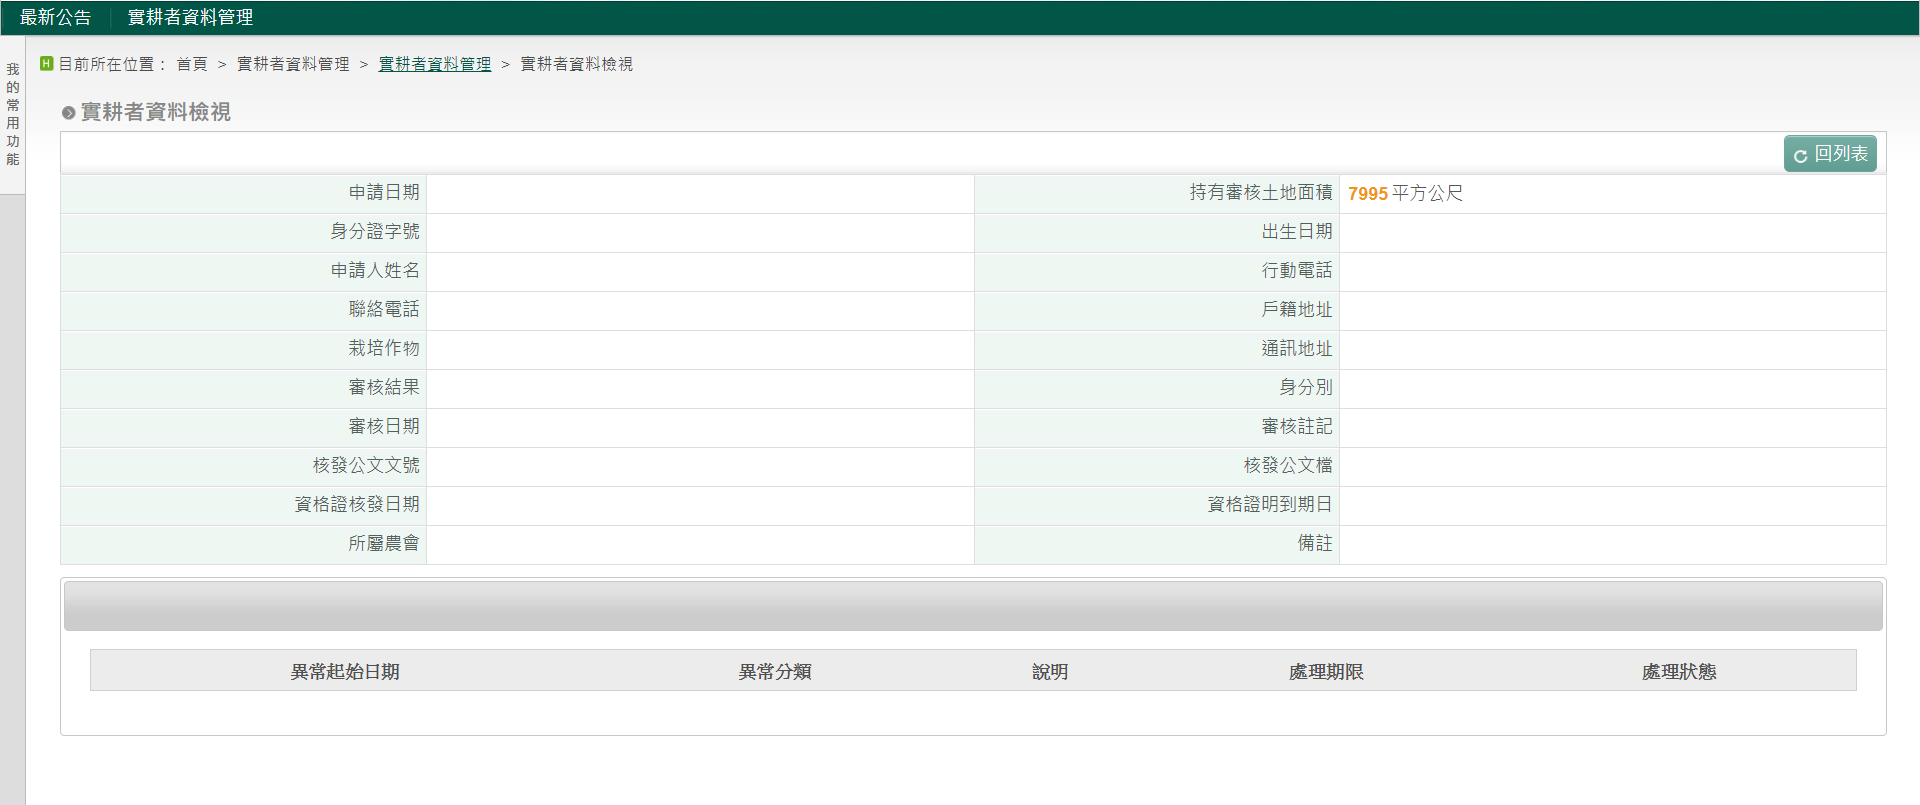 最新公告 實耕者資料管理
我的常用功能
H 目前所在位置： 首頁 > 實耕者資料管理 > 實耕者資料管理 > 實耕者資料檢視
實耕者資料檢視
回列表
申請日期 持有審核土地面積 7995 平方公尺
身分證字號 出生日期
申請人姓名 行動電話
聯絡電話 戶籍地址
栽培作物 通訊地址
審核結果 身分別
審核日期 審核註記
核發公文文號 核發公文檔
資格證核發日期 資格證明到期日
所屬農會 備註
異常起始日期 異常分類 說明 處理期限 處理狀態